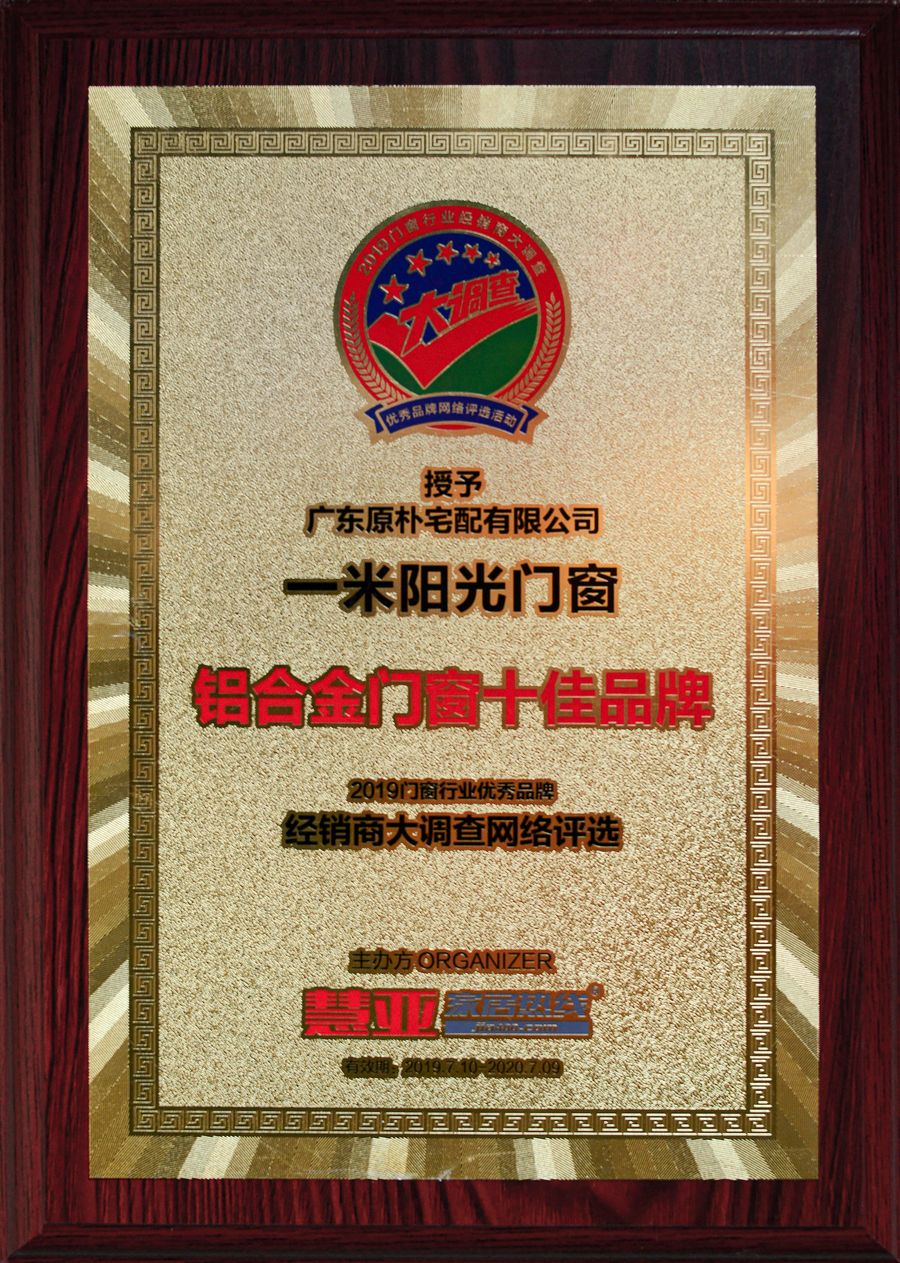 2019门窗行业经销商大调查
大调查
优秀品牌网络评选活动
授予
广东原朴宅配有限公司
一米阳光门窗
铝合金门窗十佳品牌
2019门窗行业优秀品牌
经销商大调查网络评选
主办方 ORGANIZER
慧亚 家居热线®
有效期：2019.7.10-2020.7.09